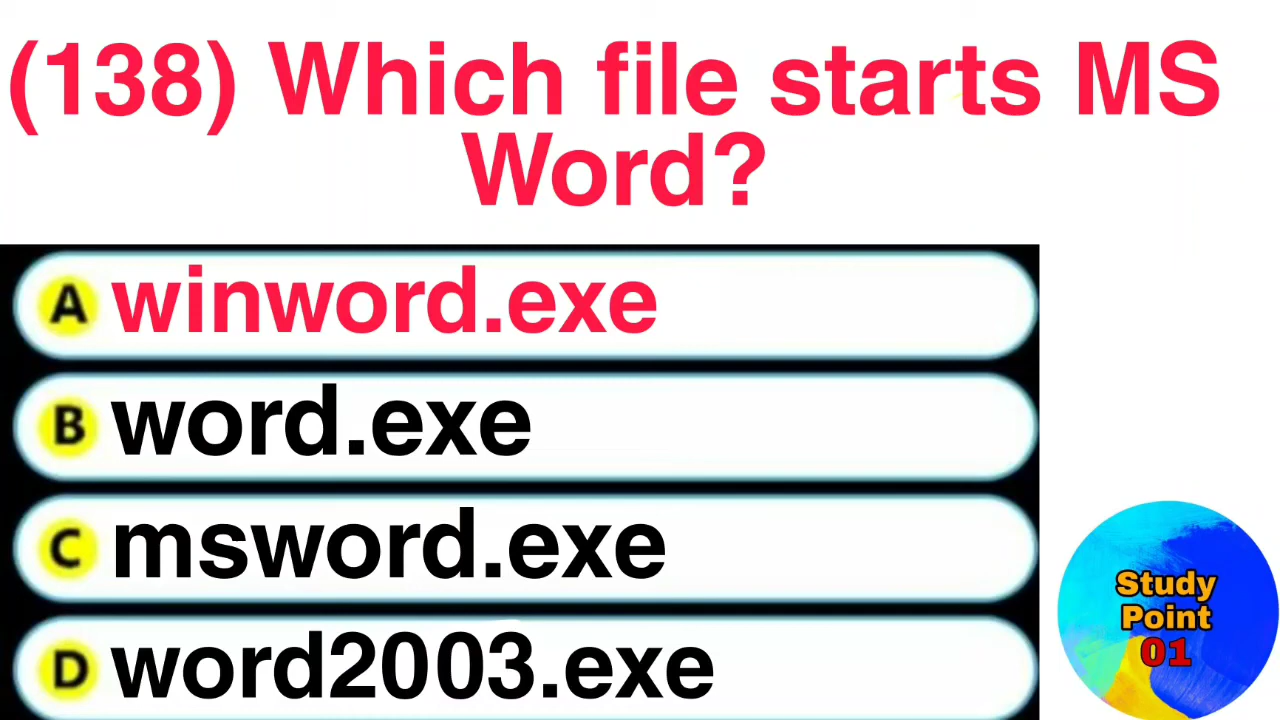 (138) Which file starts MS
Word?
A winword.exe
B word.exe
C msword.exe
D word2003.exe
Study
Point
01